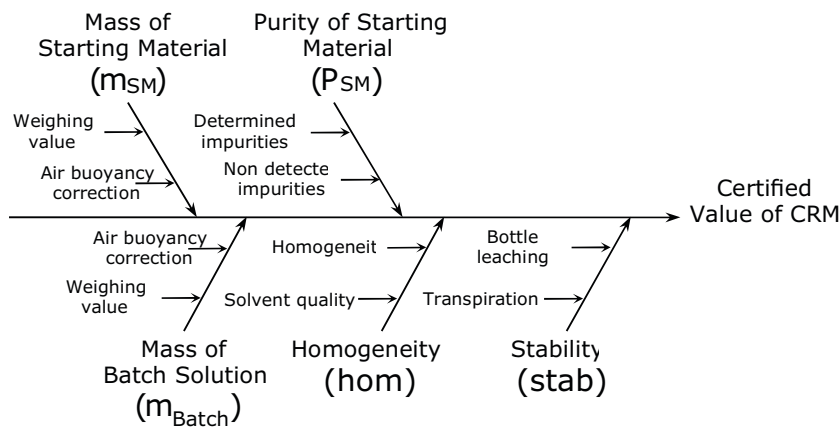 Mass of
Starting Material
(mSM)
Purity of Starting
Material
(PSM)
Weighing
value
Air buoyancy
correction
Determined
impurities
Non detecte
impurities
Certified
Value of CRM
Air buoyancy
correction
Weighing
value
Homogeneit
Solvent quality
Bottle
leaching
Transpiration
Mass of
Batch Solution
(mBatch)
Homogeneity
(hom)
Stability
(stab)